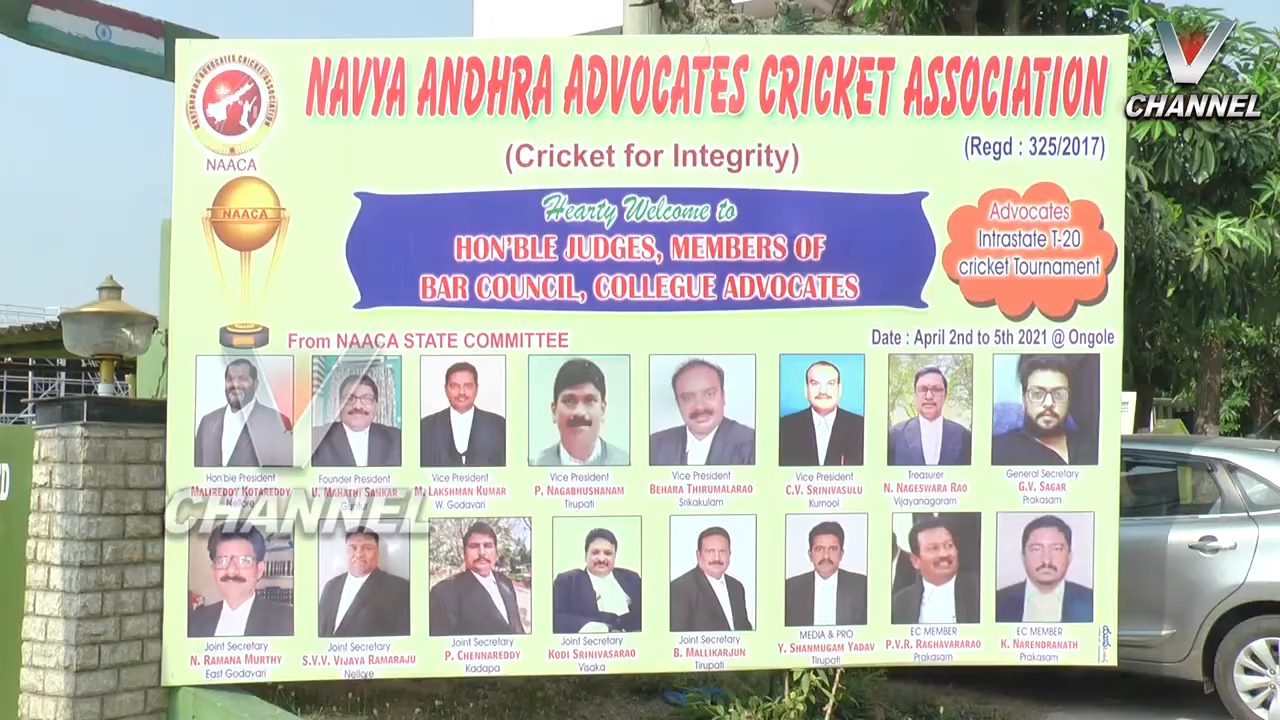 NAVYA ANDHRA ADVOCATES CRICKET ASSOCIATION
V
CHANNEL
NAACA
(Cricket for Integrity)
(Regd : 325/2017)
NAACA
Hearty Welcome to
HON'BLE JUDGES, MEMBERS OF
BAR COUNCIL, COLLEGUE ADVOCATES
Advocates
Intrastate T-20
cricket Tournament
From NAACA STATE COMMITTEE
Date : April 2nd to 5th 2021 @ Ongole
Hon'ble President
MALIREDDY KOTAREDDY
Founder President
U. MAHATHI SANKAR
Vice President
M. LAKSHMAN KUMAR
W. Godavari
Vice President
P. NAGABHUSHANAM
Tirupati
Vice President
BEHARA THIRUMALARAO
Srikakulam
Vice President
C.V. SRINIVASULU
Kurnool
Treasurer
N. NAGESWARA RAO
Vijayanagaram
General Secretary
G.V. SAGAR
Prakasam
V
CHANNEL
Joint Secretary
N. RAMANA MURTHY
East Godavari
Joint Secretary
S.V.V. VIJAYA RAMARAJU
Nellore
Joint Secretary
P. CHENNAREDDY
Kadapa
Joint Secretary
KODI SRINIVASARAO
Visaka
Joint Secretary
B. MALLIKARJUN
Tirupati
MEDIA & PRO
Y. SHANMUGAM YADAV
Tirupati
EC MEMBER
P.V.R. RAGHAVARARAO
Prakasam
EC MEMBER
K. NARENDRANATH
Prakasam